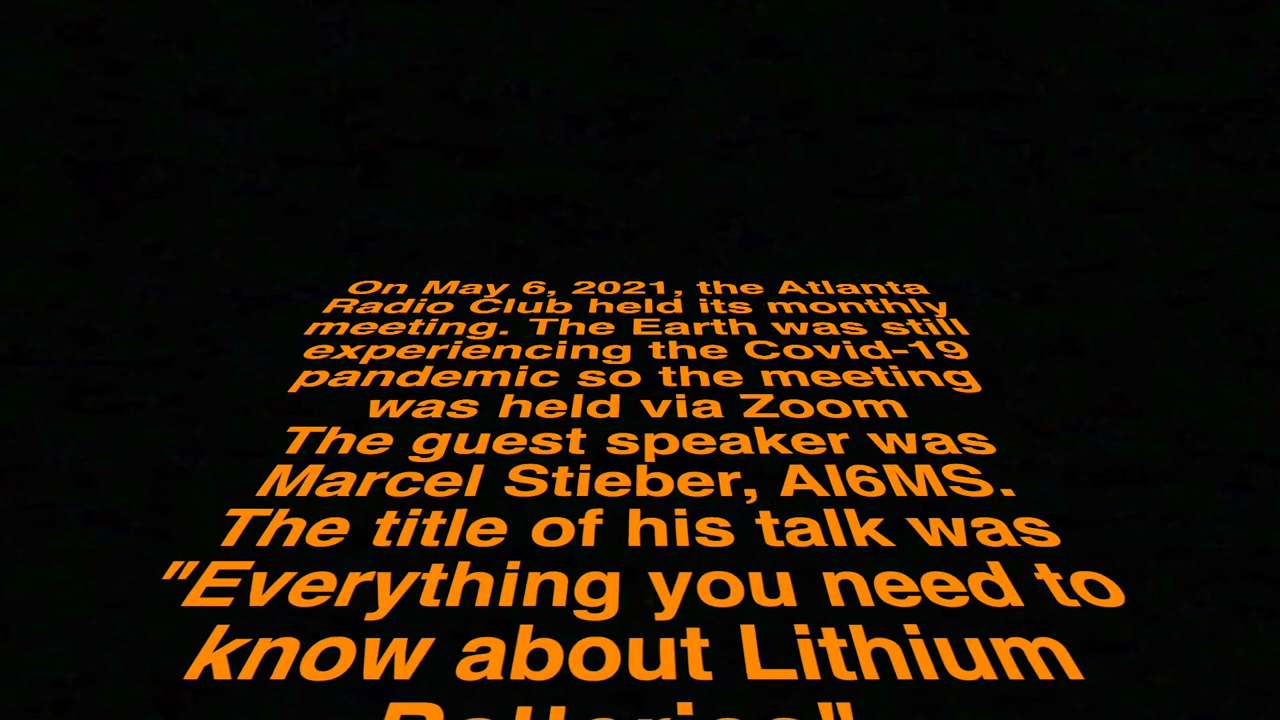 On May 6, 2021, the Atlanta
Radio Club held its monthly
meeting. The Earth was still
experiencing the Covid-19
pandemic so the meeting
was held via Zoom
The guest speaker was
Marcel Stieber, AI6MS.
The title of his talk was
"Everything you need to
know about Lithium
Batteries"